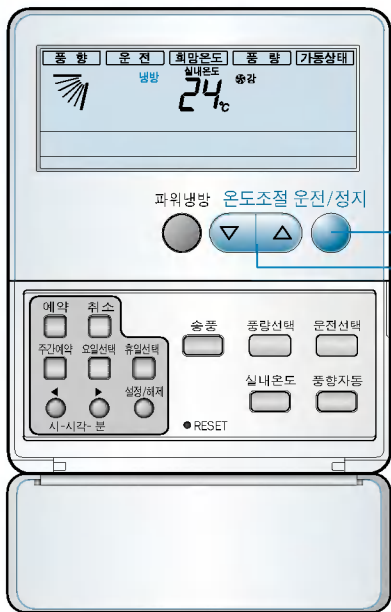 풍 향 운 전 희망온도 풍 량 가동상태
냉방 실내온도 강
24℃
파워냉방 온도조절 운전/정지
예약 취소
송풍 풍량선택 운전선택
주간예약 요일선택 휴일선택
실내온도 풍향자동
설정/해제
시-시각-분
RESET